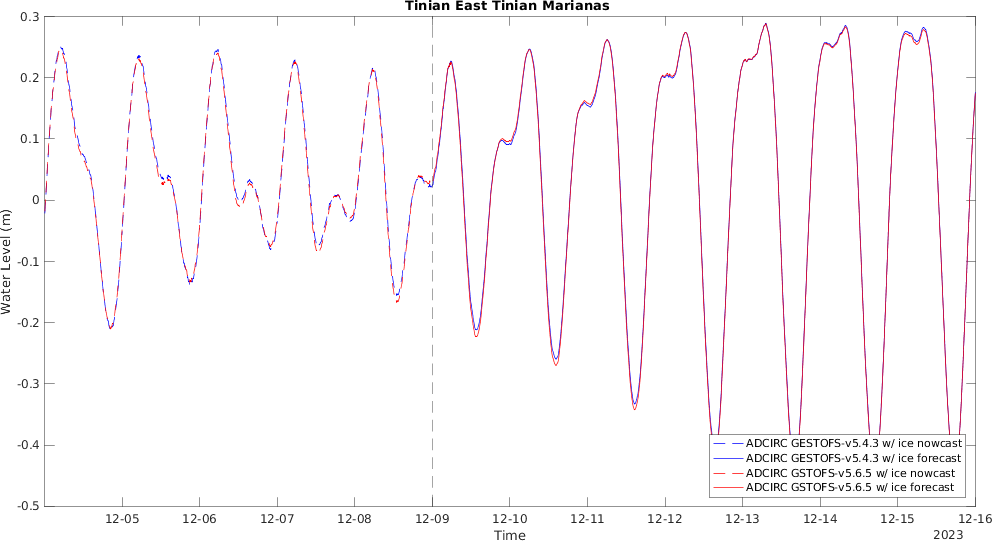 Tinian East Tinian Marianas
0.3
0.2
0.1
0
-0.1
-0.2
-0.3
-0.4
-0.5
Water Level (m)
ADCIRC GESTOFS-v5.4.3 w/ ice nowcast
ADCIRC GESTOFS-v5.4.3 w/ ice forecast
ADCIRC GSTOFS-v5.6.5 w/ ice nowcast
ADCIRC GSTOFS-v5.6.5 w/ ice forecast
12-05 12-06 12-07 12-08 12-09 12-10 12-11 12-12 12-13 12-14 12-15 12-16
Time
2023